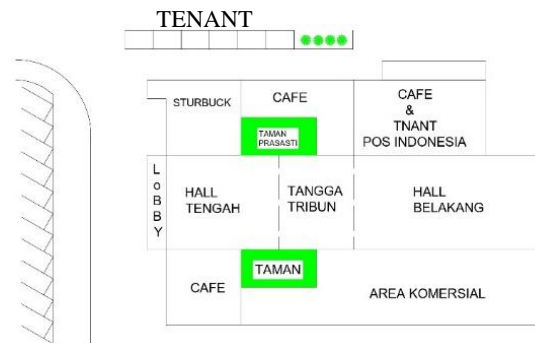 TENANT
STURBUCK
CAFE
CAFE
&
TNANT
POS INDONESIA
TAMAN
PRASASTI
L
o
B
B
Y
HALL
TENGAH
TANGGA
TRIBUN
HALL
BELAKANG
TAMAN
CAFE
AREA KOMERSIAL